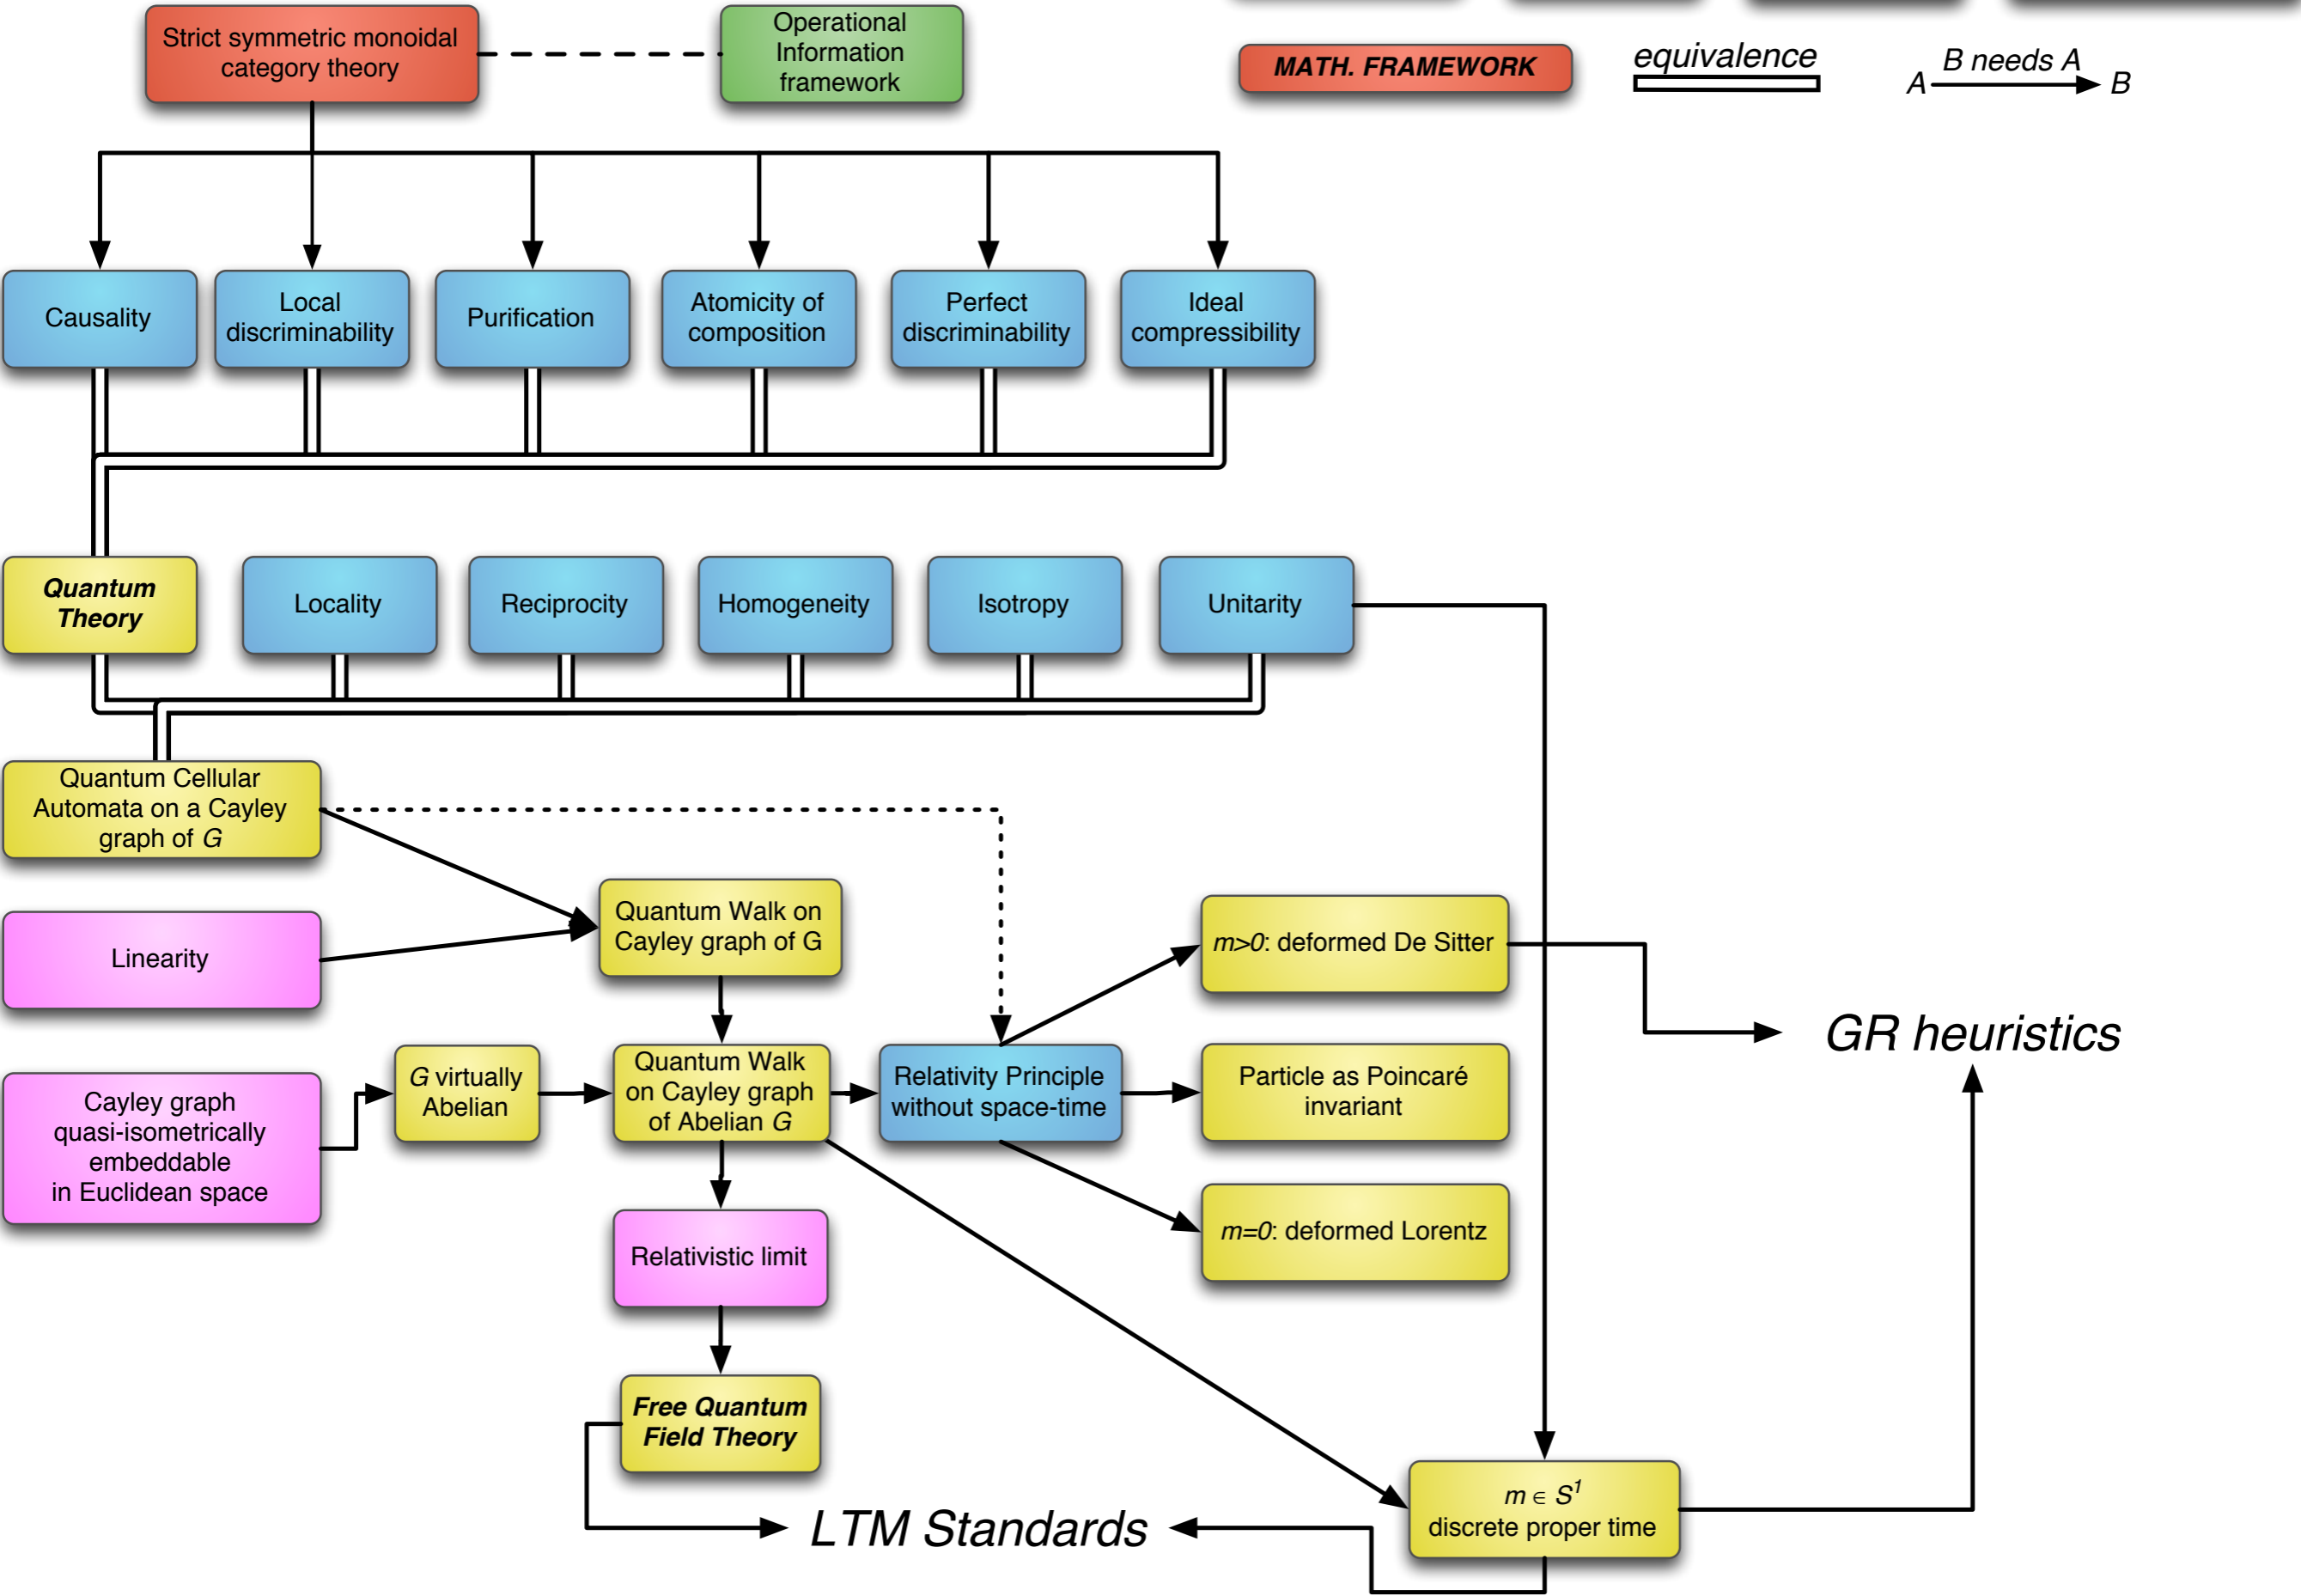 Strict symmetric monoidal
category theory
Operational
Information
framework
MATH. FRAMEWORK
equivalence
B needs A
A B
Causality
Local
discriminability
Purification
Atomicity of
composition
Perfect
discriminability
Ideal
compressibility
Quantum
Theory
Locality
Reciprocity
Homogeneity
Isotropy
Unitarity
Quantum Cellular
Automata on a Cayley
graph of G
Linearity
Quantum Walk on
Cayley graph of G
m>0: deformed De Sitter
GR heuristics
Cayley graph
quasi-isometrically
embeddable
in Euclidean space
G virtually
Abelian
Quantum Walk
on Cayley graph
of Abelian G
Relativity Principle
without space-time
Particle as Poincaré
invariant
m=0: deformed Lorentz
Relativistic limit
Free Quantum
Field Theory
LTM Standards
m ∈ S¹
discrete proper time